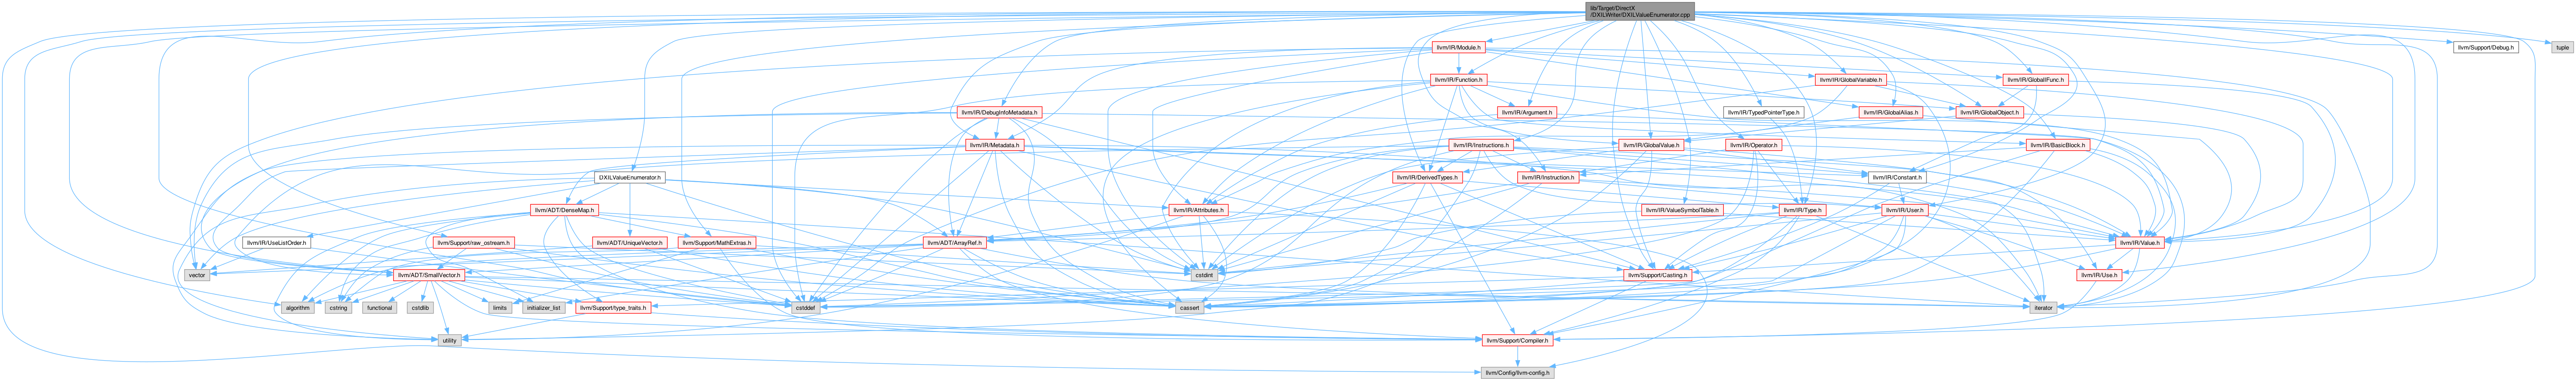 lib/Target/DirectX
/DXILWriter/DXILValueEnumerator.cpp
llvm/IR/Module.h
llvm/Support/Debug.h
tuple
llvm/IR/Function.h
llvm/IR/GlobalVariable.h
llvm/IR/GlobalIFunc.h
llvm/IR/DebugInfoMetadata.h
llvm/IR/Argument.h
llvm/IR/TypedPointerType.h
llvm/IR/GlobalAlias.h
llvm/IR/GlobalObject.h
llvm/IR/Metadata.h
llvm/IR/Instructions.h
llvm/IR/GlobalValue.h
llvm/IR/Operator.h
llvm/IR/BasicBlock.h
DXILValueEnumerator.h
llvm/IR/DerivedTypes.h
llvm/IR/Instruction.h
llvm/IR/Constant.h
llvm/ADT/DenseMap.h
llvm/IR/Attributes.h
llvm/IR/ValueSymbolTable.h
llvm/IR/Type.h
llvm/IR/User.h
llvm/IR/UseListOrder.h
llvm/Support/raw_ostream.h
llvm/ADT/UniqueVector.h
llvm/Support/MathExtras.h
llvm/ADT/ArrayRef.h
llvm/IR/Value.h
vector
llvm/ADT/SmallVector.h
cstdint
llvm/Support/Casting.h
llvm/IR/Use.h
algorithm
cstring
functional
cstdlib
limits
initializer_list
llvm/Support/type_traits.h
cstddef
cassert
iterator
utility
llvm/Support/Compiler.h
llvm/Config/llvm-config.h